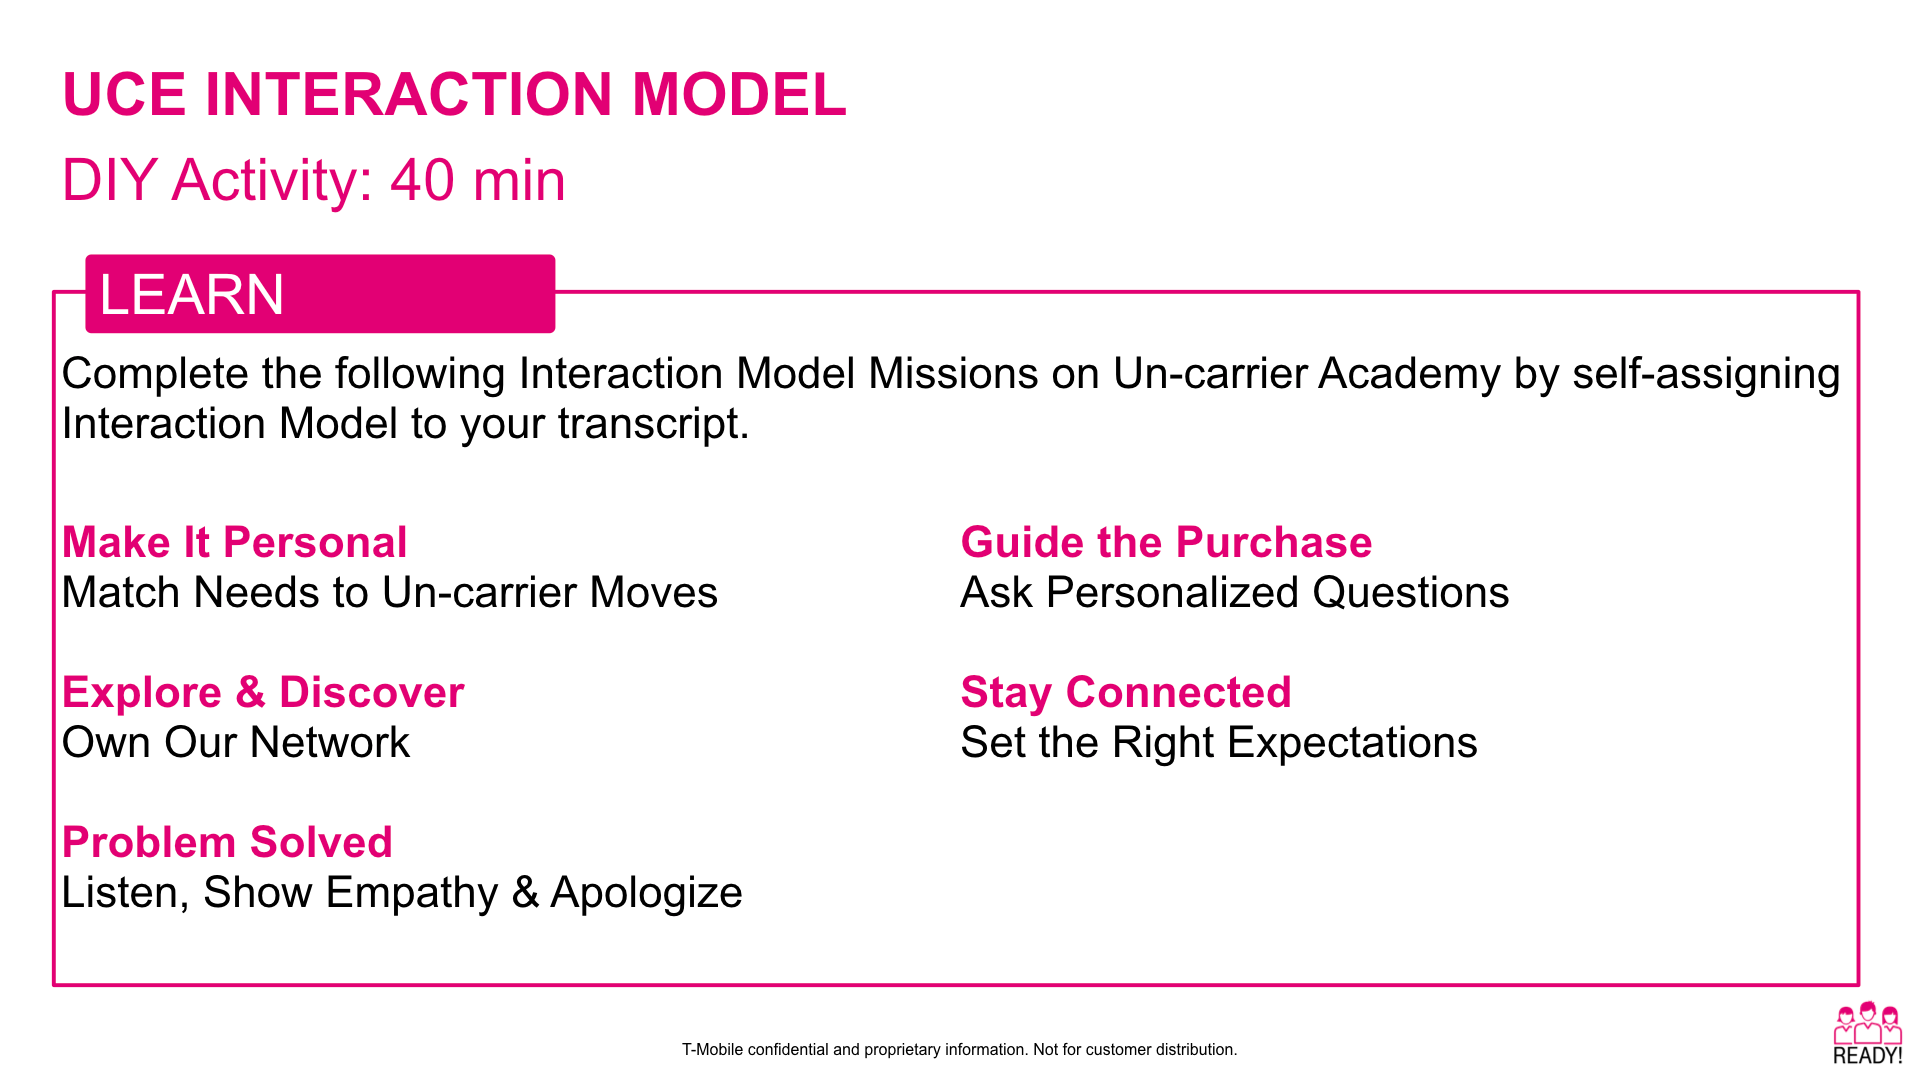 UCE INTERACTION MODEL
DIY Activity: 40 min
LEARN
Complete the following Interaction Model Missions on Un-carrier Academy by self-assigning
Interaction Model to your transcript.
Make It Personal
Match Needs to Un-carrier Moves
Explore & Discover
Own Our Network
Problem Solved
Listen, Show Empathy & Apologize
Guide the Purchase
Ask Personalized Questions
Stay Connected
Set the Right Expectations
T-Mobile confidential and proprietary information. Not for customer distribution.
READY!